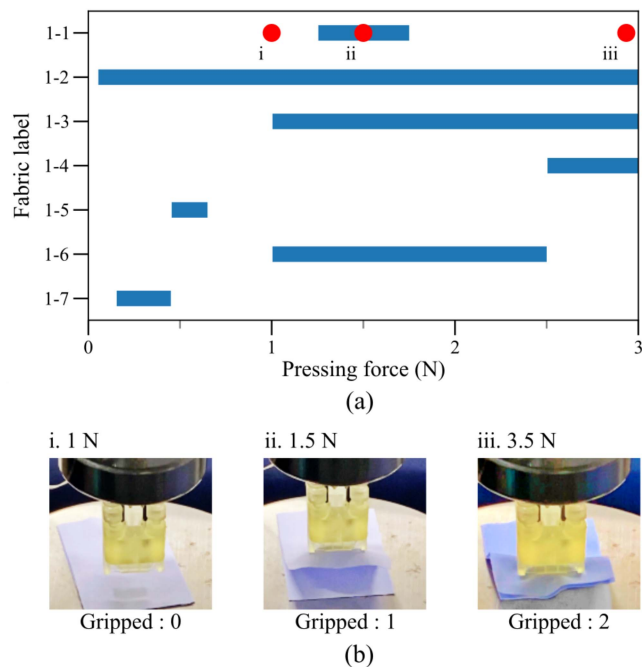 Fabric label
1-1
i
ii
iii
1-2
1-3
1-4
1-5
1-6
1-7
0
1
2
3
Pressing force (N)
(a)
i. 1 N
ii. 1.5 N
iii. 3.5 N
Gripped : 0
Gripped : 1
Gripped : 2
(b)